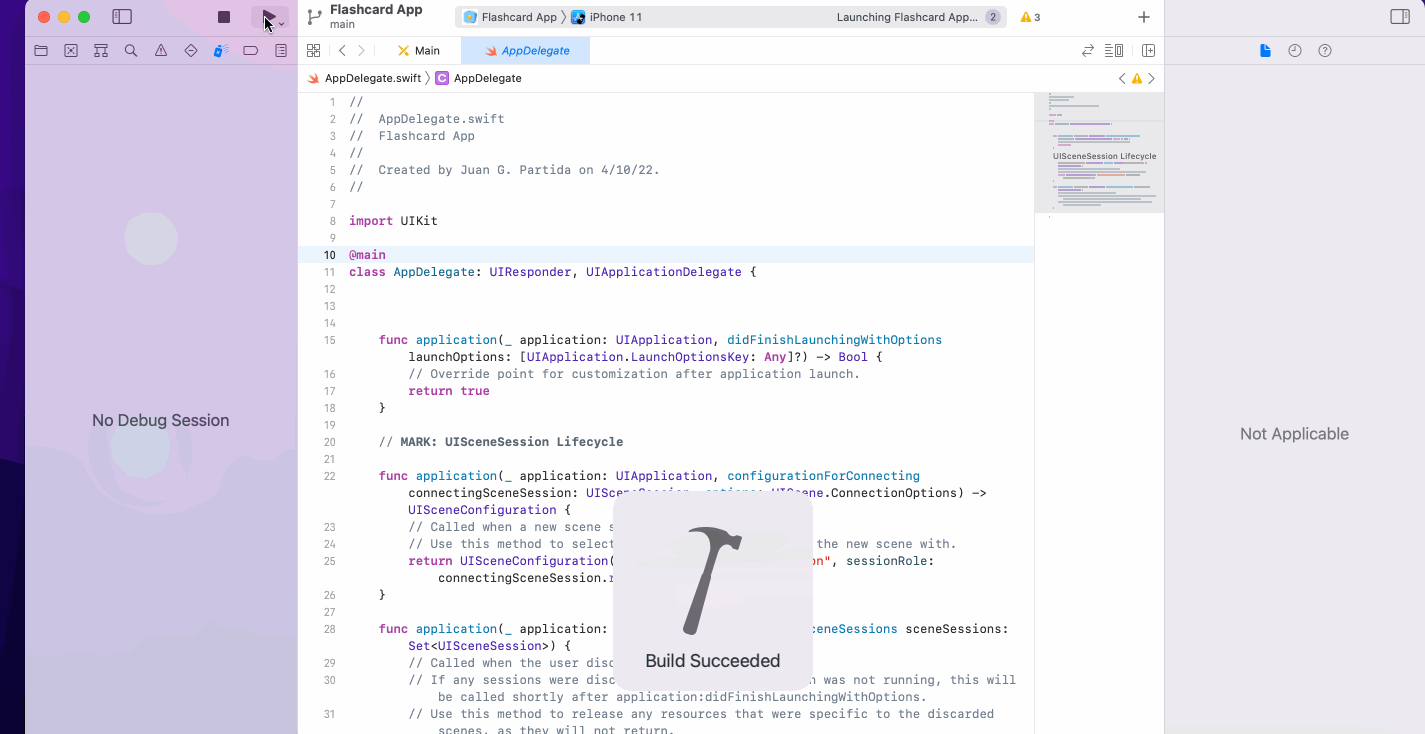 Flashcard App
main
Flashcard App 〉 iPhone 11
Launching Flashcard App... 2
3
Main
AppDelegate
AppDelegate.swift 〉 C AppDelegate
No Debug Session
1 //
2 //  AppDelegate.swift
3 //  Flashcard App
4 //
5 //  Created by Juan G. Partida on 4/10/22.
6 //
7
8 import UIKit
9
10 @main
11 class AppDelegate: UIResponder, UIApplicationDelegate {
12
13
14
15     func application(_ application: UIApplication, didFinishLaunchingWithOptions
launchOptions: [UIApplication.LaunchOptionsKey: Any]?) -> Bool {
16         // Override point for customization after application launch.
17         return true
18     }
19
20     // MARK: UISceneSession Lifecycle
21
22     func application(_ application: UIApplication, configurationForConnecting
connectingSceneSession: UISceneSession, options: UIScene.ConnectionOptions) ->
UISceneConfiguration {
23         // Called when a new scene s
24         // Use this method to select the new scene with.
25         return UISceneConfiguration( on", sessionRole:
connectingSceneSession.r
26     }
27
28     func application(_ application: ceneSessions sceneSessions:
Set<UISceneSession>) {
29         // Called when the user disc
30         // If any sessions were disc n was not running, this will
be called shortly after application:didFinishLaunchingWithOptions.
31         // Use this method to release any resources that were specific to the discarded
scenes, as they will not return.
Build Succeeded
UISceneSession Lifecycle
Not Applicable